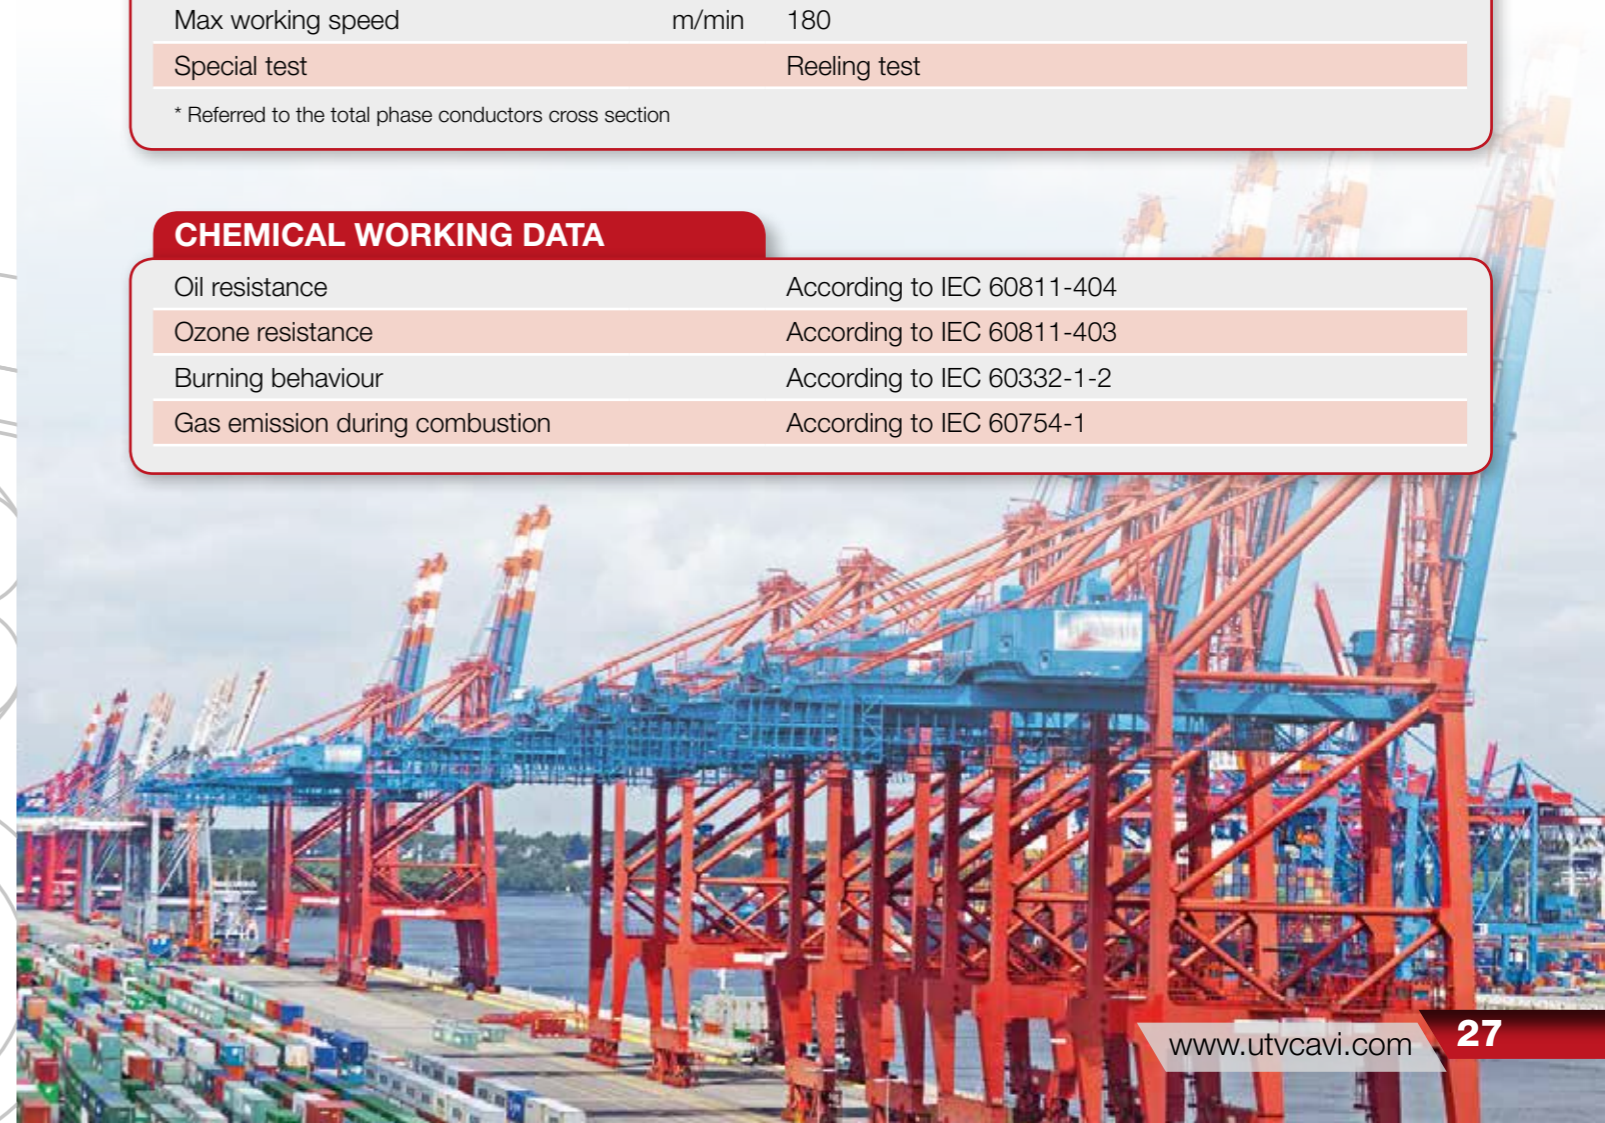 Max working speed m/min 180
Special test Reeling test
* Referred to the total phase conductors cross section
CHEMICAL WORKING DATA
Oil resistance According to IEC 60811-404
Ozone resistance According to IEC 60811-403
Burning behaviour According to IEC 60332-1-2
Gas emission during combustion According to IEC 60754-1
www.utvcavi.com 27